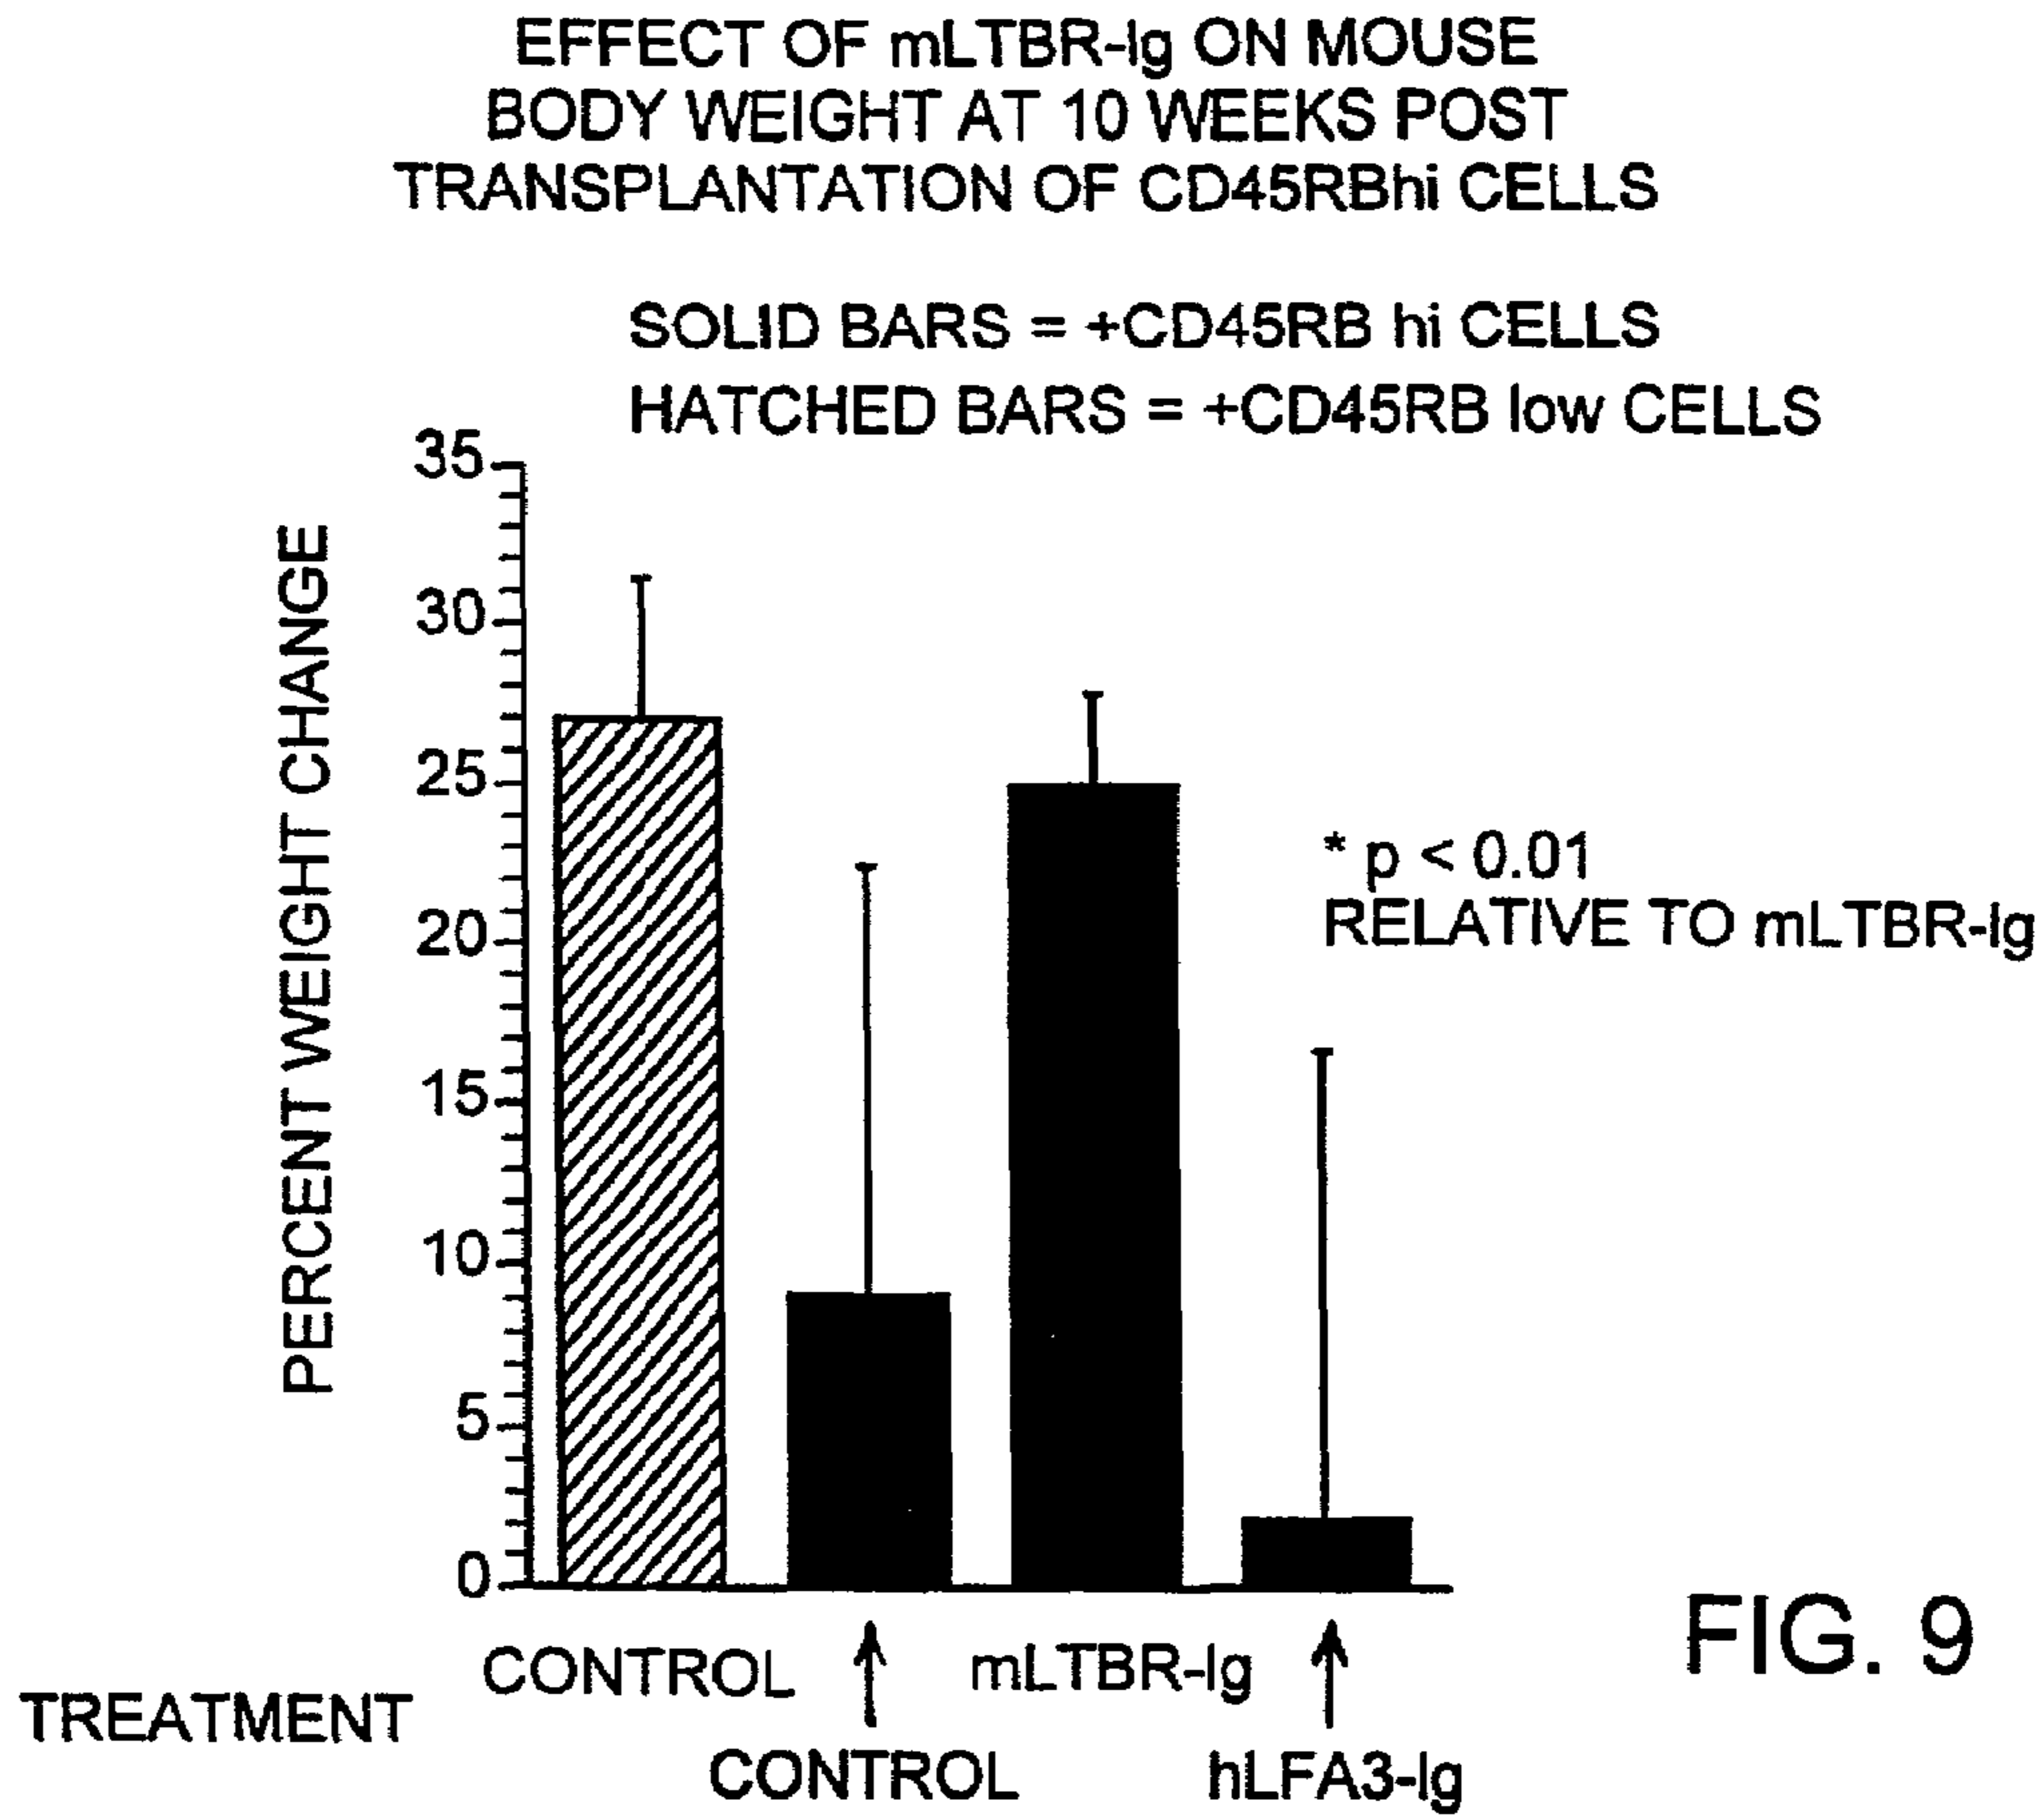 EFFECT OF mLTBR-Ig ON MOUSE
BODY WEIGHT AT 10 WEEKS POST
TRANSPLANTATION OF CD45RBhi CELLS
SOLID BARS = +CD45RB hi CELLS
HATCHED BARS = +CD45RB low CELLS
PERCENT WEIGHT CHANGE
35
30
25
20
15
10
5
0
* p < 0.01
RELATIVE TO mLTBR-Ig
TREATMENT
CONTROL
CONTROL
mLTBR-Ig
hLFA3-Ig
FIG. 9